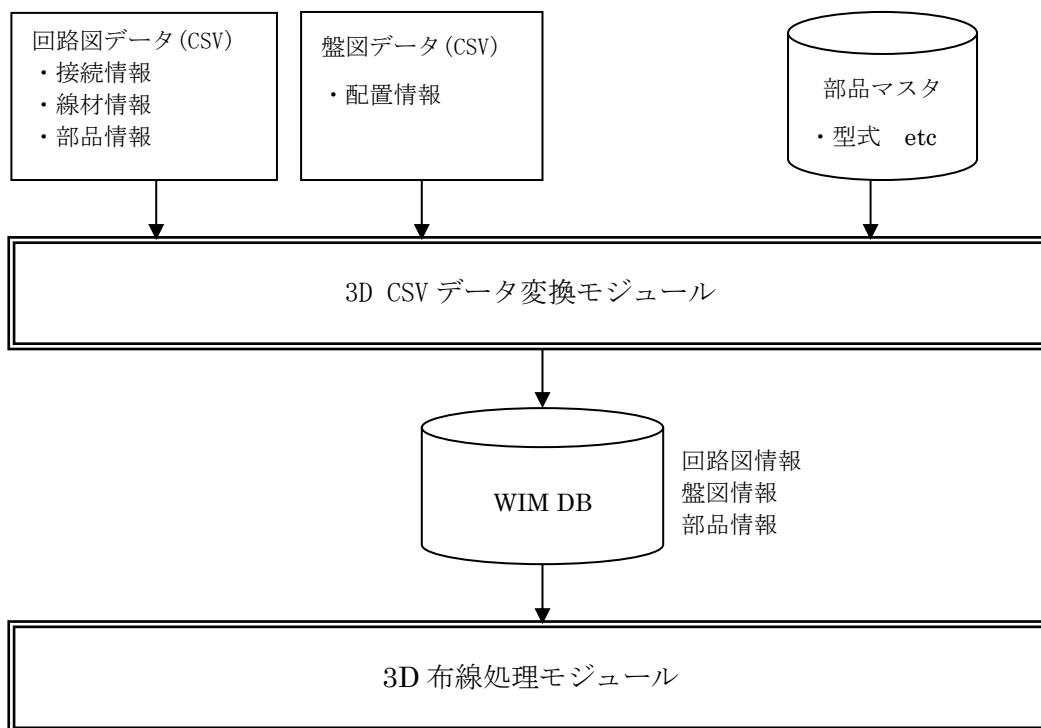 回路図データ(CSV)
・接続情報
・線材情報
・部品情報
盤図データ(CSV)
・配置情報
部品マスタ
・型式　etc
3D CSVデータ変換モジュール
WIM DB
回路図情報
盤図情報
部品情報
3D 布線処理モジュール